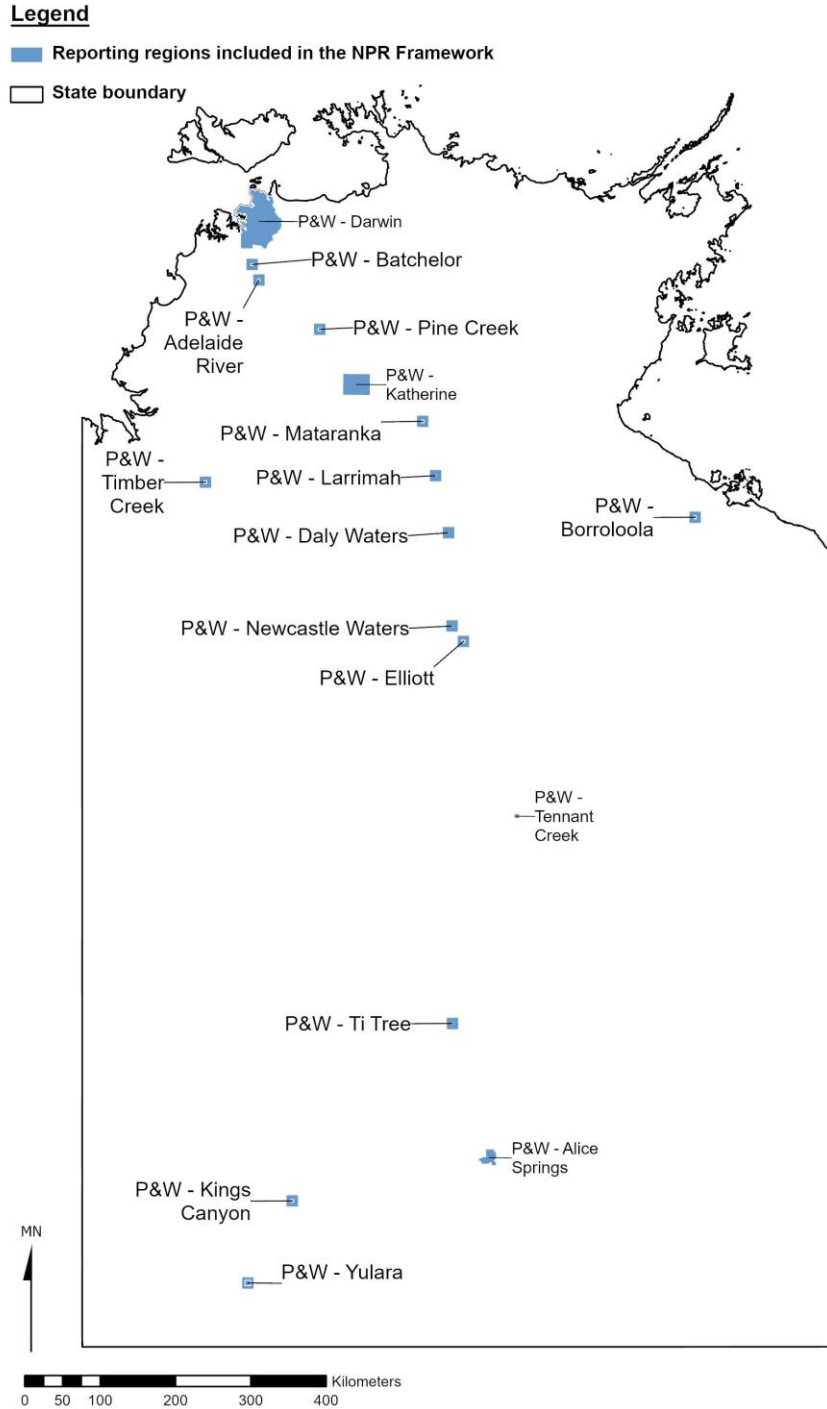 Legend
Reporting regions included in the NPR Framework
State boundary
P&W - Darwin
P&W - Batchelor
P&W -
Adelaide
River
P&W - Pine Creek
P&W -
Katherine
P&W - Mataranka
P&W -
Timber
Creek
P&W - Larrimah
P&W -
Borroloola
P&W - Daly Waters
P&W - Newcastle Waters
P&W - Elliott
P&W -
Tennant
Creek
P&W - Ti Tree
P&W - Alice
Springs
P&W - Kings
Canyon
P&W - Yulara
MN
Kilometers
0 50 100 200 300 400